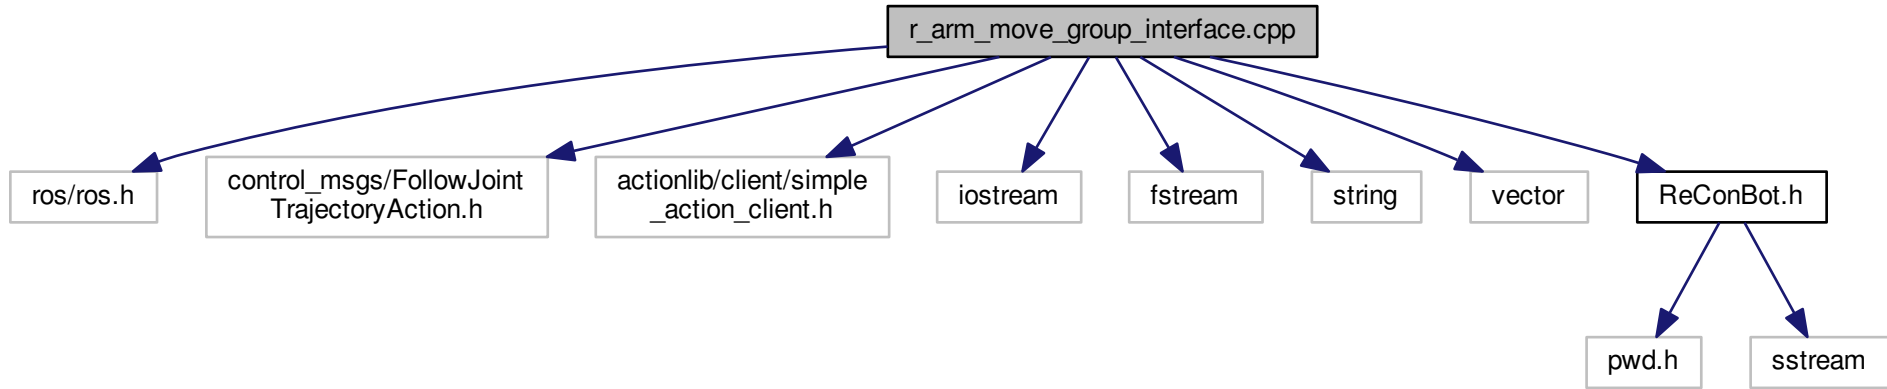 r_arm_move_group_interface.cpp
ros/ros.h
control_msgs/FollowJoint
TrajectoryAction.h
actionlib/client/simple
_action_client.h
iostream
fstream
string
vector
ReConBot.h
pwd.h
sstream